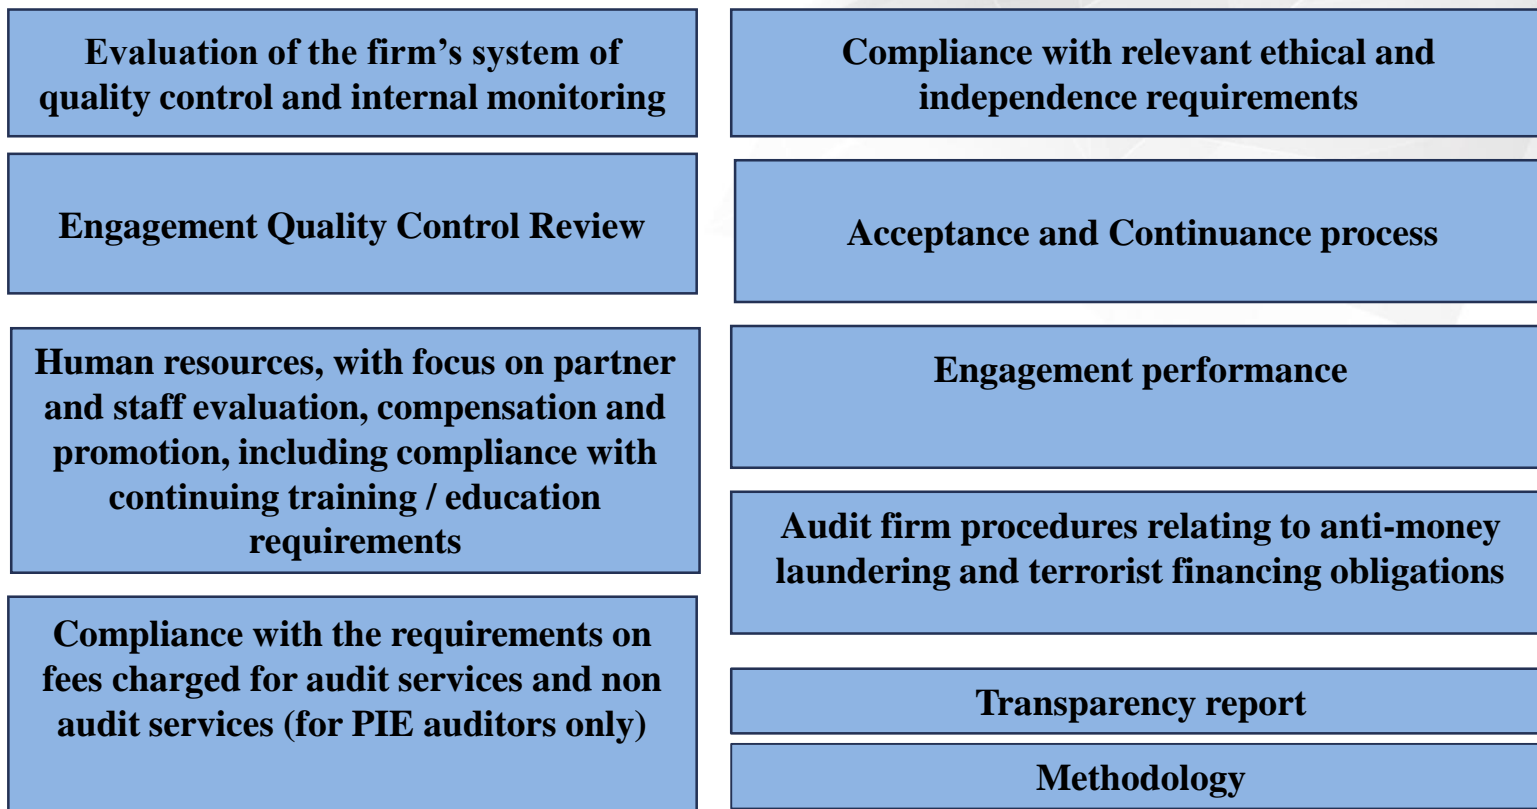 Evaluation of the firm’s system of
quality control and internal monitoring
Compliance with relevant ethical and
independence requirements
Engagement Quality Control Review
Acceptance and Continuance process
Human resources, with focus on partner
and staff evaluation, compensation and
promotion, including compliance with
continuing training / education
requirements
Engagement performance
Audit firm procedures relating to anti-money
laundering and terrorist financing obligations
Compliance with the requirements on
fees charged for audit services and non
audit services (for PIE auditors only)
Transparency report
Methodology